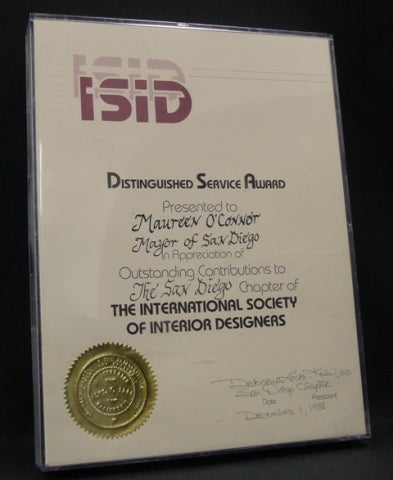 ISID
DISTINGUISHED SERVICE AWARD
Presented to
Maureen O'Connor
Mayor of San Diego
In Appreciation of
Outstanding Contributions to
The San Diego Chapter of
THE INTERNATIONAL SOCIETY
OF INTERIOR DESIGNERS
San Diego Chapter
Date President
December 1, 1988